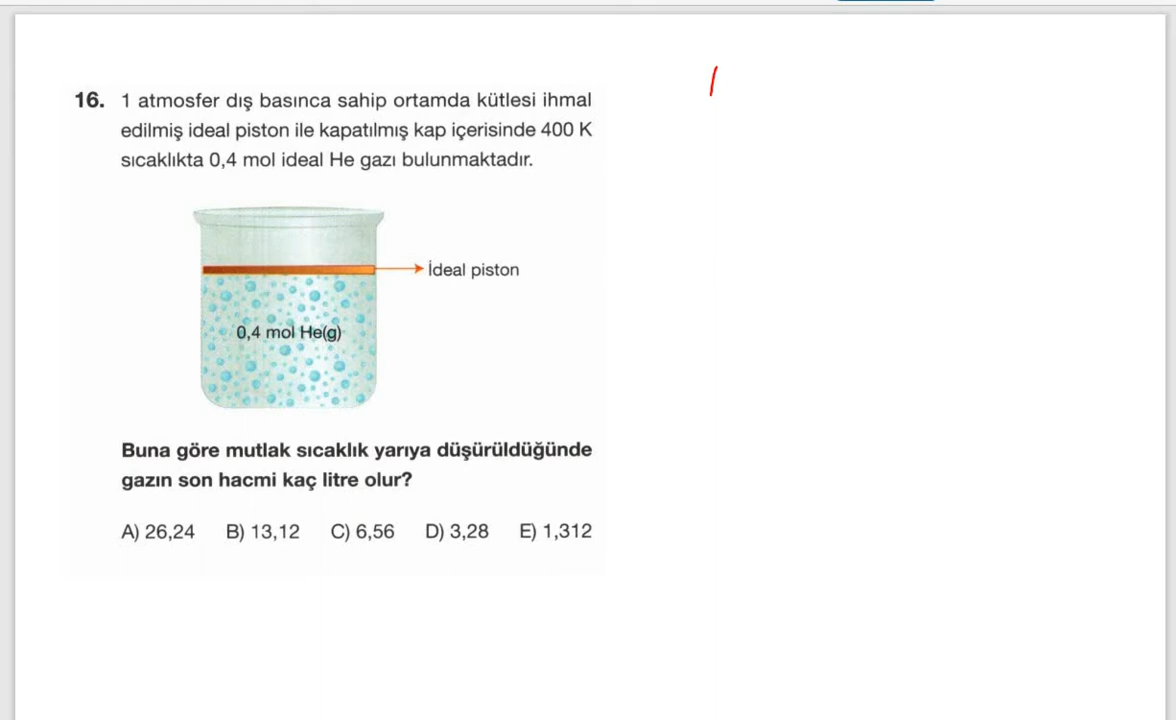 16. 1 atmosfer dış basınca sahip ortamda kütlesi ihmal
edilmiş ideal piston ile kapatılmış kap içerisinde 400 K
sıcaklıkta 0,4 mol ideal He gazı bulunmaktadır.
İdeal piston
0,4 mol He(g)
Buna göre mutlak sıcaklık yarıya düşürüldüğünde
gazın son hacmi kaç litre olur?
A) 26,24 B) 13,12 C) 6,56 D) 3,28 E) 1,312